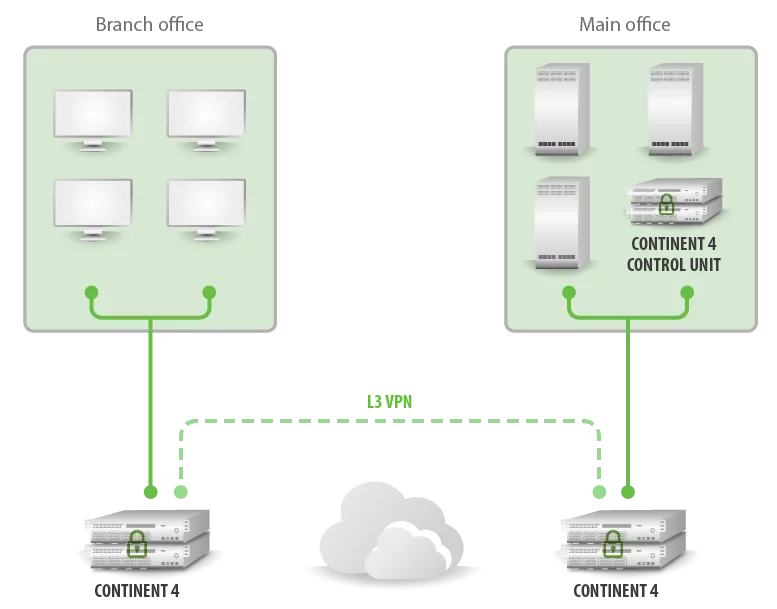 Branch office
Main office
CONTINENT 4
CONTROL UNIT
L3 VPN
CONTINENT 4
CONTINENT 4